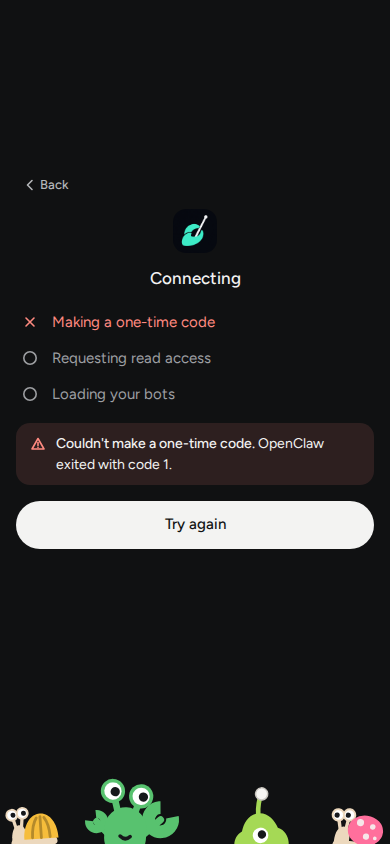 Back
Connecting
Making a one-time code
Requesting read access
Loading your bots
Couldn't make a one-time code. OpenClaw
exited with code 1.
Try again